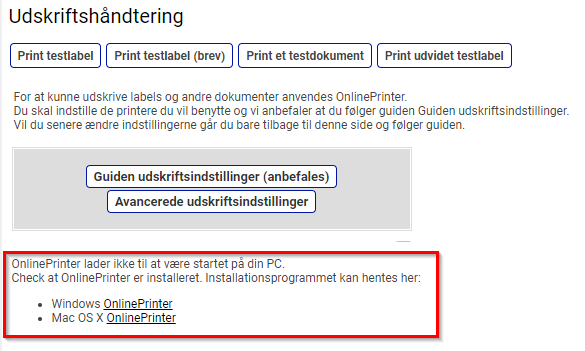 Udskriftshåndtering
Print testlabel
Print testlabel (brev)
Print et testdokument
Print udvidet testlabel
For at kunne udskrive labels og andre dokumenter anvendes OnlinePrinter.
Du skal indstille de printere du vil benytte og vi anbefaler at du følger guiden Guiden udskriftsindstillinger.
Vil du senere ændre indstillingerne går du bare tilbage til denne side og følger guiden.
Guiden udskriftsindstillinger (anbefales)
Avancerede udskriftsindstillinger
OnlinePrinter lader ikke til at være startet på din PC.
Check at OnlinePrinter er installeret. Installationsprogrammet kan hentes her:
• Windows OnlinePrinter
• Mac OS X OnlinePrinter